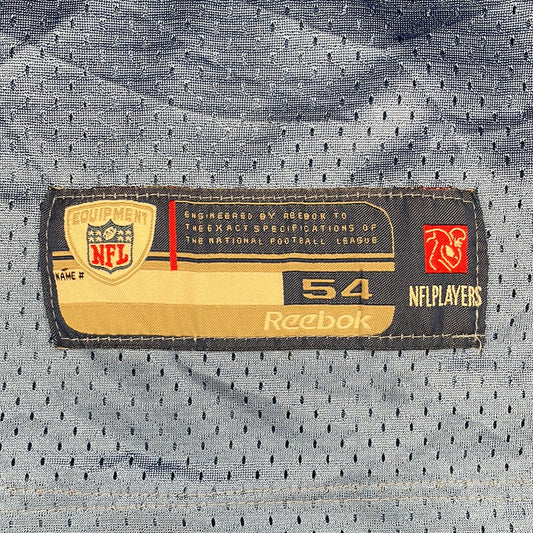 EQUIPMENT
NFL
ENGINEERED BY REEBOK TO
THE EXACT SPECIFICATIONS OF
THE NATIONAL FOOTBALL LEAGUE
NAME #
54
Reebok
NFLPLAYERS